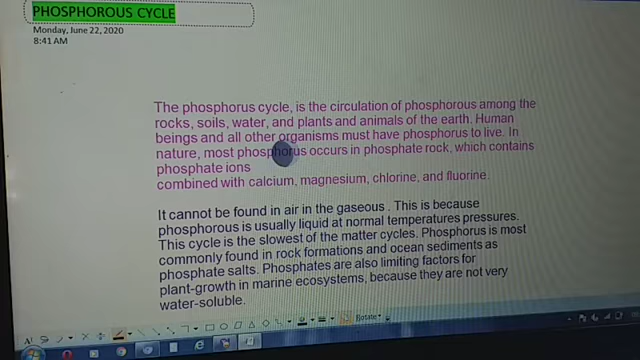 PHOSPHOROUS CYCLE
Monday, June 22, 2020
8:41 AM
The phosphorus cycle, is the circulation of phosphorous among the
rocks, soils, water, and plants and animals of the earth. Human
beings and all other organisms must have phosphorus to live. In
nature, most phosphorus occurs in phosphate rock, which contains
phosphate ions
combined with calcium, magnesium, chlorine, and fluorine.
It cannot be found in air in the gaseous . This is because
phosphorous is usually liquid at normal temperatures pressures.
This cycle is the slowest of the matter cycles. Phosphorus is most
commonly found in rock formations and ocean sediments as
phosphate salts. Phosphates are also limiting factors for
plant-growth in marine ecosystems, because they are not very
water-soluble.
Rotate